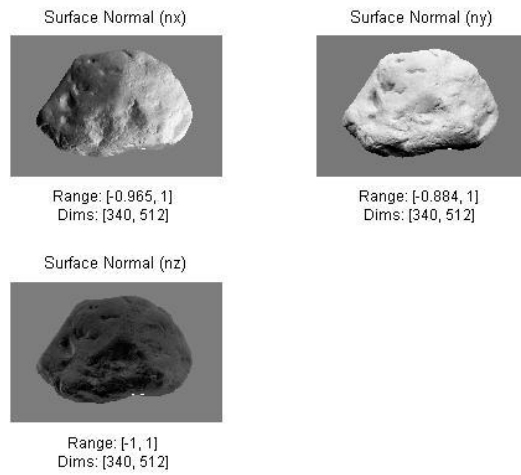 Surface Normal (nx)
Surface Normal (ny)
Range: [-0.965, 1]
Dims: [340, 512]
Range: [-0.884, 1]
Dims: [340, 512]
Surface Normal (nz)
Range: [-1, 1]
Dims: [340, 512]